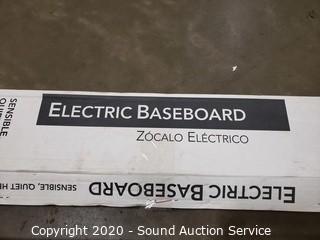 ELECTRIC BASEBOARD
ZÓCALO ELÉCTRICO
SENSIBLE
ELECTRIC BASEBOARD
SENSIBLE, QUIET
Copyright 2020 - Sound Auction Service